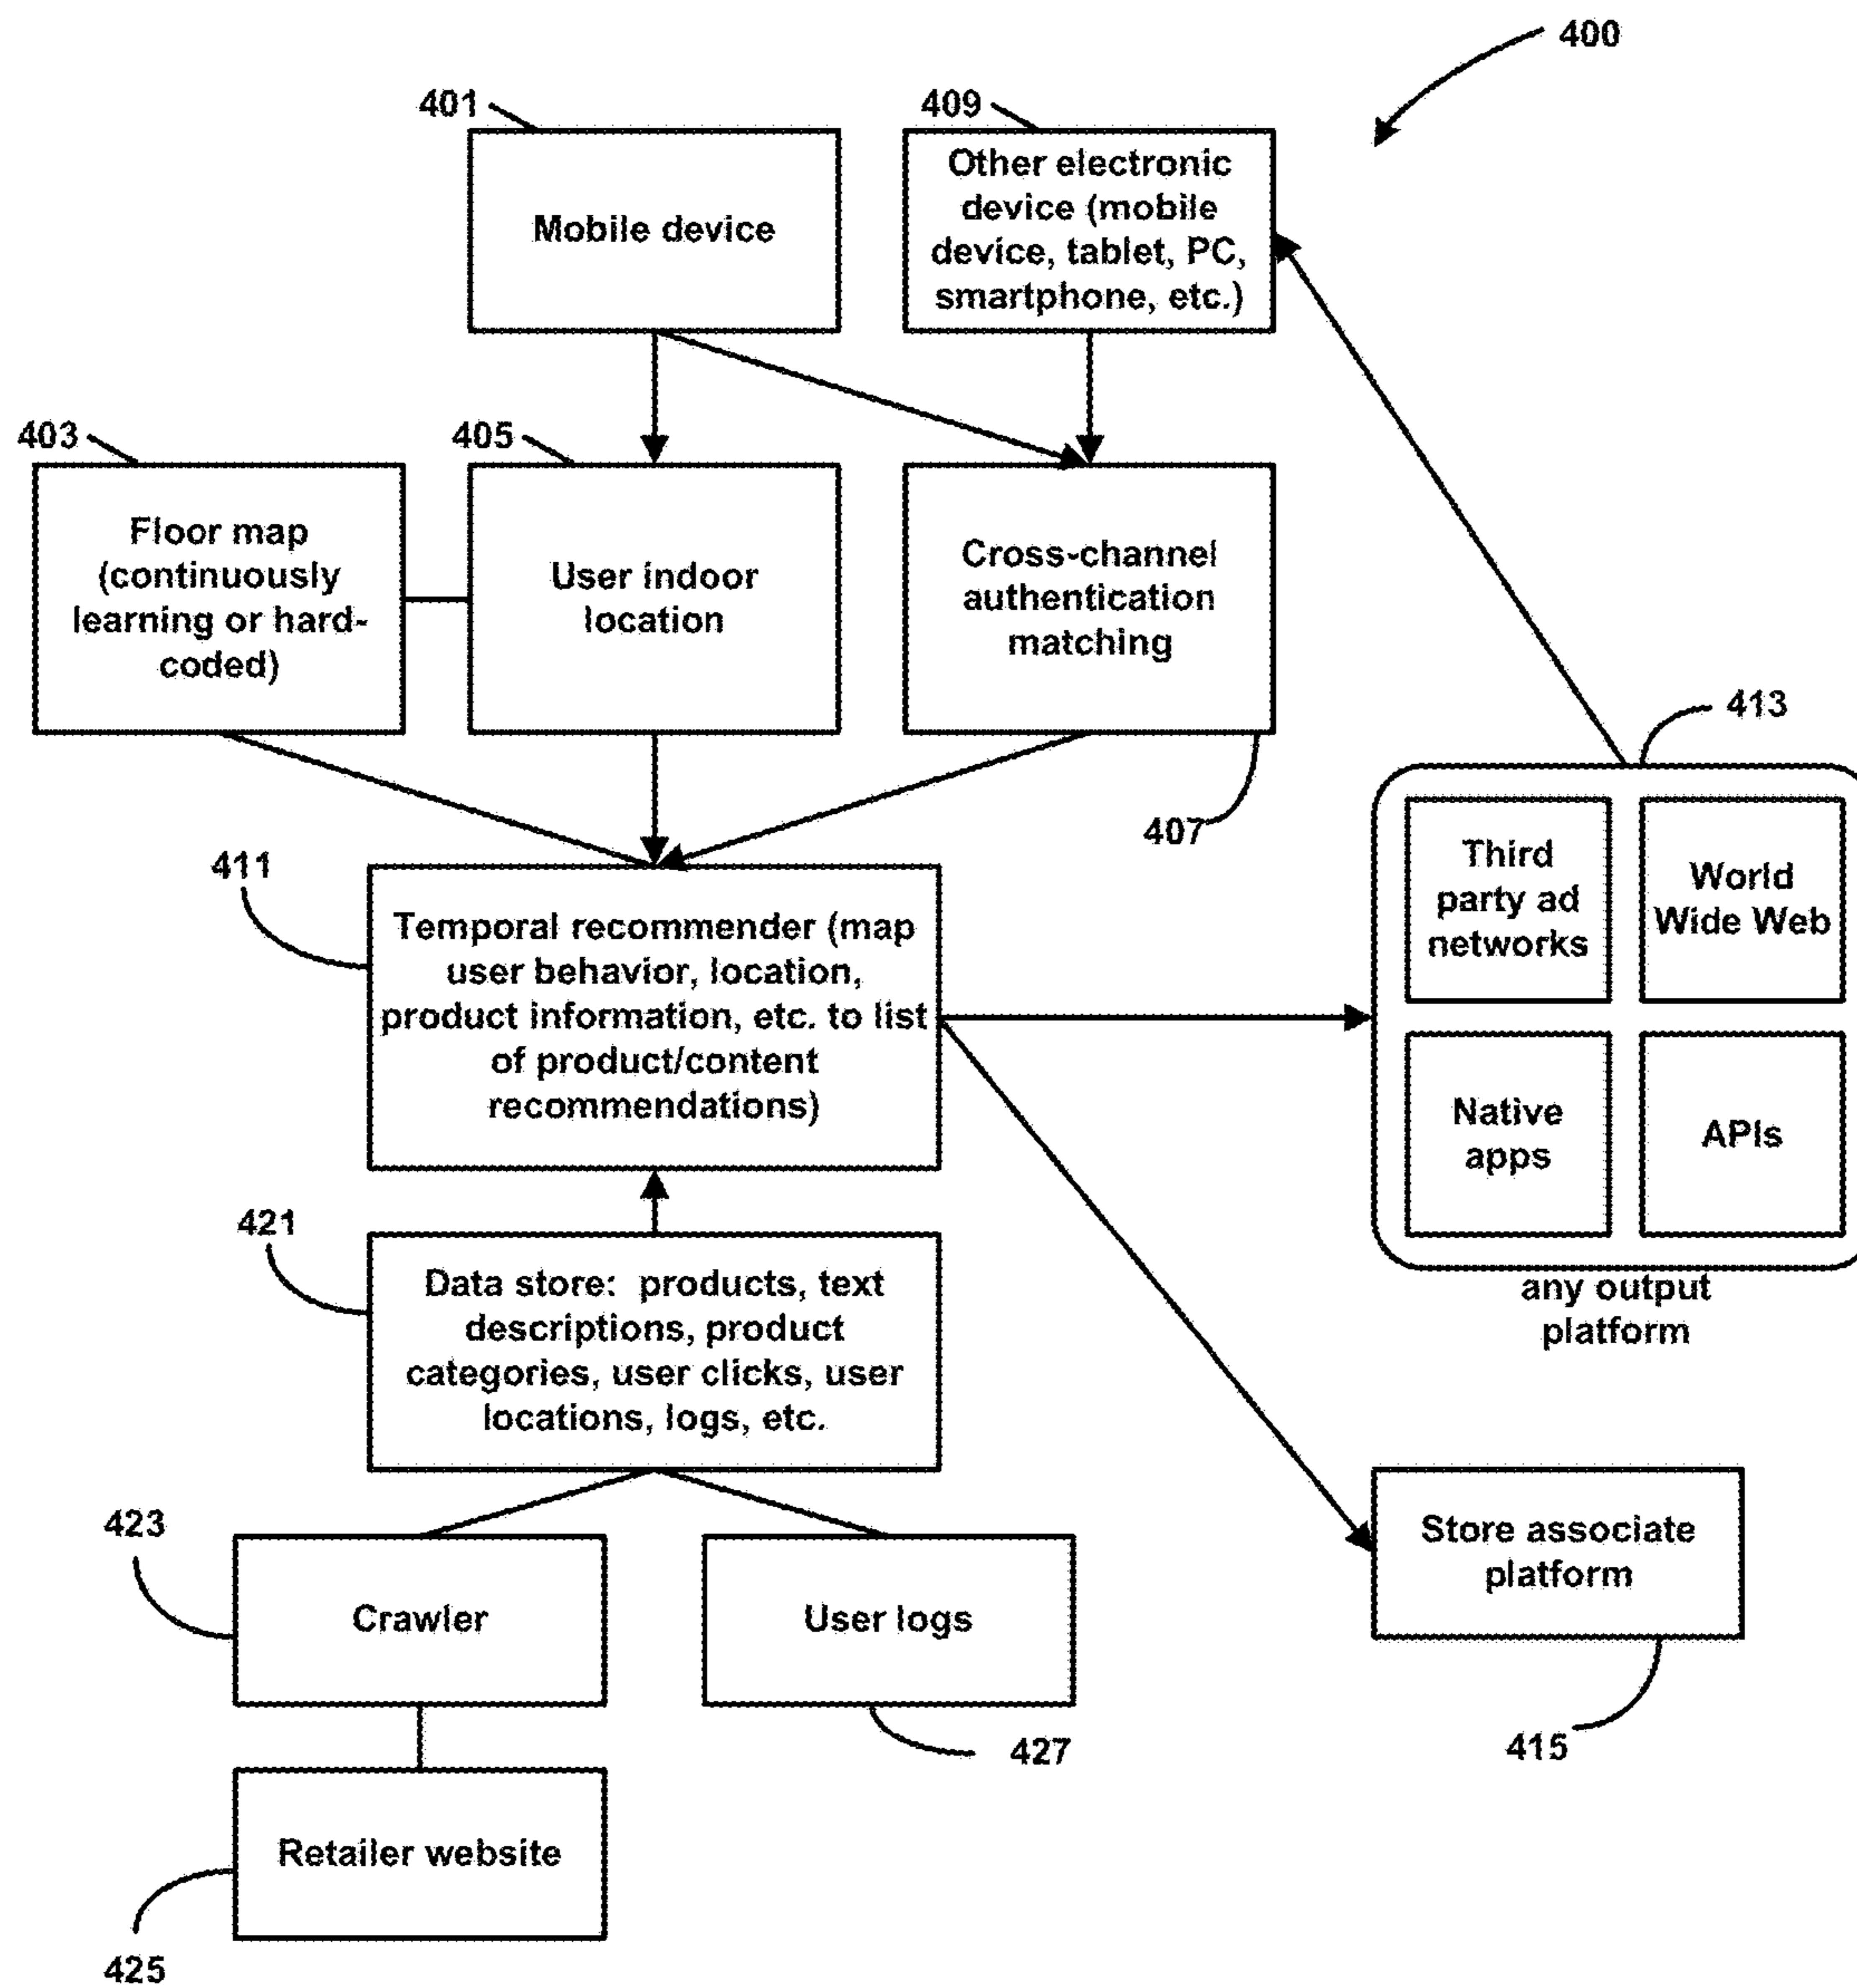 400
401
409
Mobile device
Other electronic
device (mobile
device, tablet, PC,
smartphone, etc.)
403
405
Floor map
(continuously
learning or hard-
coded)
User indoor
location
Cross-channel
authentication
matching
407
413
Third
party ad
networks
World
Wide Web
Native
apps
APIs
any output
platform
411
Temporal recommender (map
user behavior, location,
product information, etc. to list
of product/content
recommendations)
421
Data store:  products, text
descriptions, product
categories, user clicks, user
locations, logs, etc.
423
Crawler
User logs
427
Store associate
platform
415
Retailer website
425